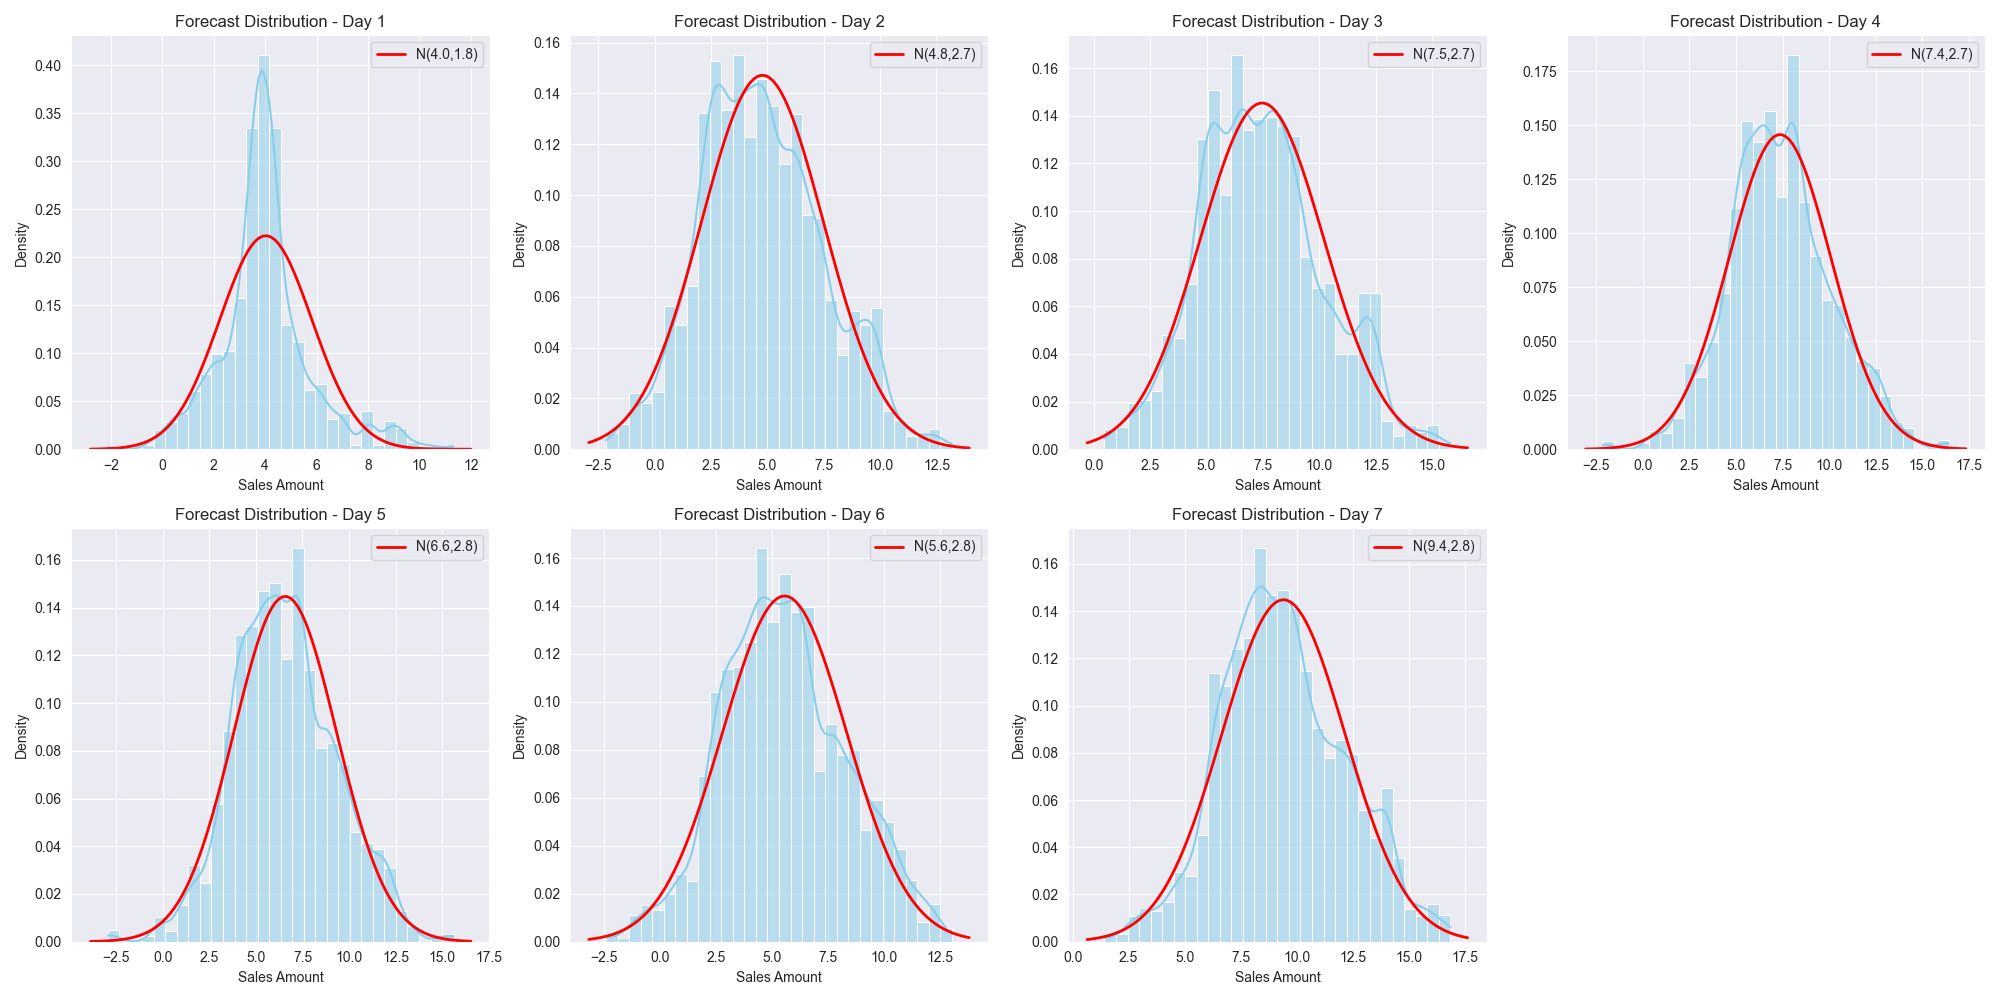 Forecast Distribution - Day 1
N(4.0,1.8)
0.40
0.35
0.30
0.25
0.20
0.15
0.10
0.05
0.00
Density
−2 0 2 4 6 8 10 12
Sales Amount
Forecast Distribution - Day 2
N(4.8,2.7)
0.16
0.14
0.12
0.10
0.08
0.06
0.04
0.02
0.00
Density
−2.5 0.0 2.5 5.0 7.5 10.0 12.5
Sales Amount
Forecast Distribution - Day 3
N(7.5,2.7)
0.16
0.14
0.12
0.10
0.08
0.06
0.04
0.02
0.00
Density
0.0 2.5 5.0 7.5 10.0 12.5 15.0
Sales Amount
Forecast Distribution - Day 4
N(7.4,2.7)
0.175
0.150
0.125
0.100
0.075
0.050
0.025
0.000
Density
−2.5 0.0 2.5 5.0 7.5 10.0 12.5 15.0 17.5
Sales Amount
Forecast Distribution - Day 5
N(6.6,2.8)
0.16
0.14
0.12
0.10
0.08
0.06
0.04
0.02
0.00
Density
−2.5 0.0 2.5 5.0 7.5 10.0 12.5 15.0 17.5
Sales Amount
Forecast Distribution - Day 6
N(5.6,2.8)
0.16
0.14
0.12
0.10
0.08
0.06
0.04
0.02
0.00
Density
−2.5 0.0 2.5 5.0 7.5 10.0 12.5
Sales Amount
Forecast Distribution - Day 7
N(9.4,2.8)
0.16
0.14
0.12
0.10
0.08
0.06
0.04
0.02
0.00
Density
0.0 2.5 5.0 7.5 10.0 12.5 15.0 17.5
Sales Amount